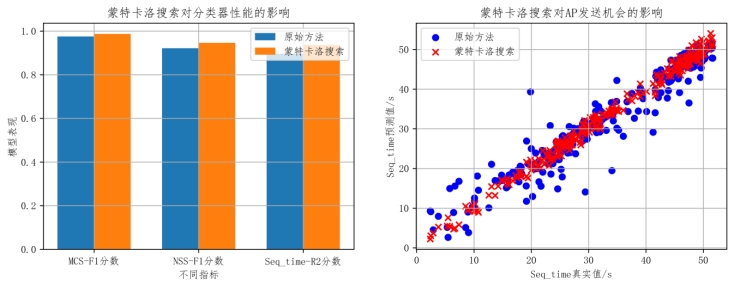 蒙特卡洛搜索对分类器性能的影响
1.0
0.8
0.6
0.4
0.2
0.0
模型表现
原始方法
蒙特卡洛搜索
MCS-F1分数 NSS-F1分数 Seq_time-R2分数
不同指标
蒙特卡洛搜索对AP发送机会的影响
原始方法
蒙特卡洛搜索
50
40
30
20
10
0
Seq_time预测值/s
0 10 20 30 40 50
Seq_time真实值/s